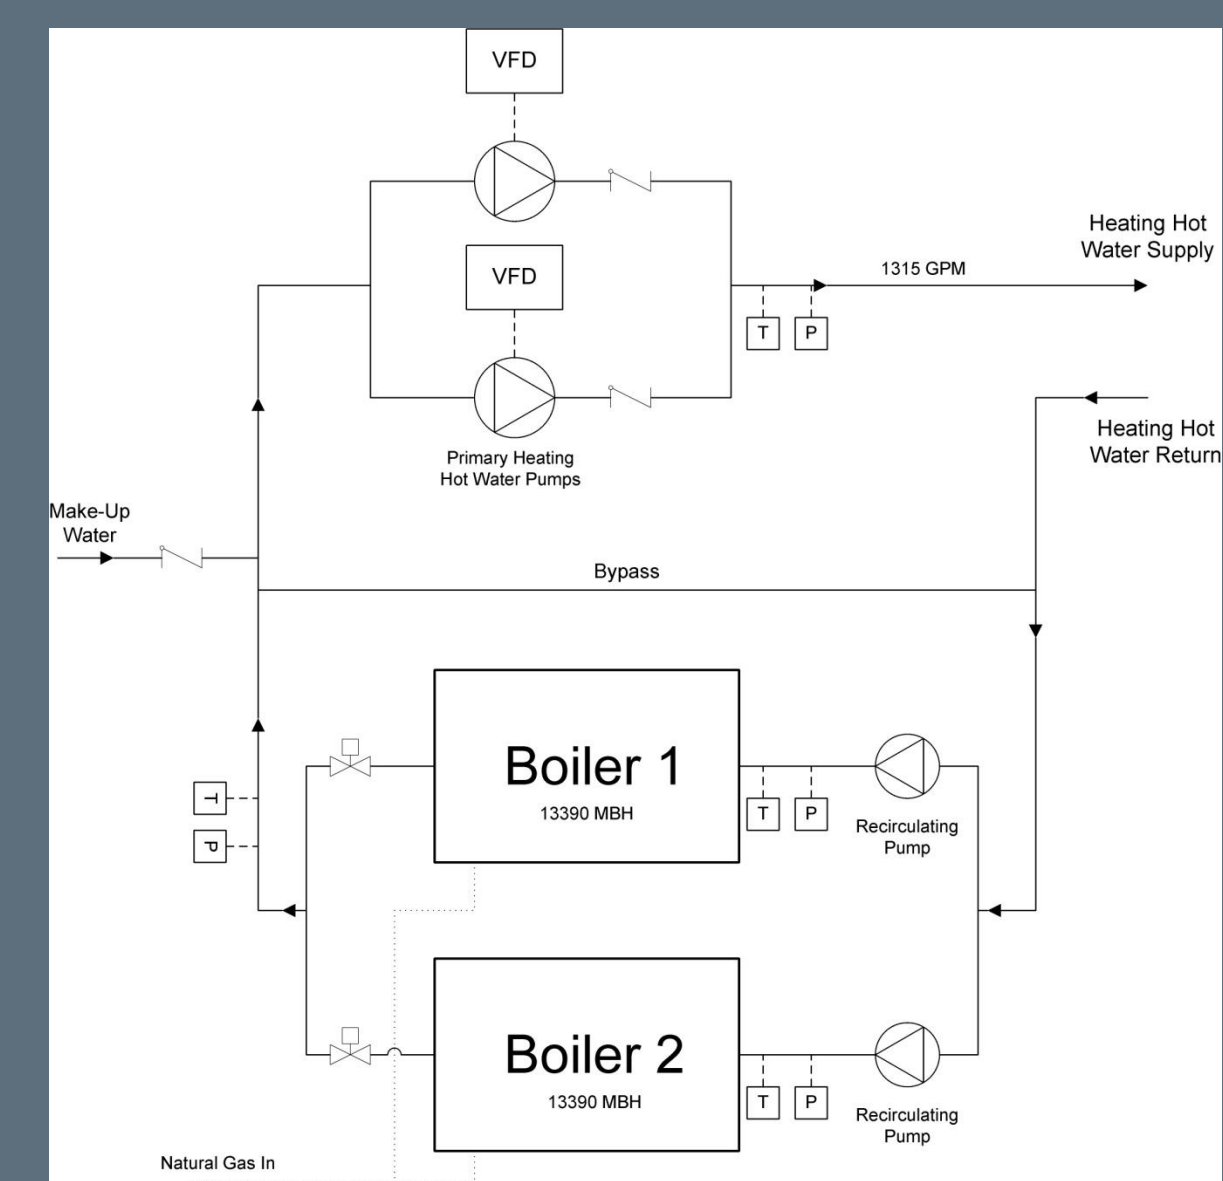 VFD
VFD
1315 GPM
Heating Hot
Water Supply
T
P
Heating Hot
Water Return
Primary Heating
Hot Water Pumps
Make-Up
Water
Bypass
Boiler 1
13390 MBH
T
P
T
P
Recirculating
Pump
Boiler 2
13390 MBH
T
P
Recirculating
Pump
Natural Gas In